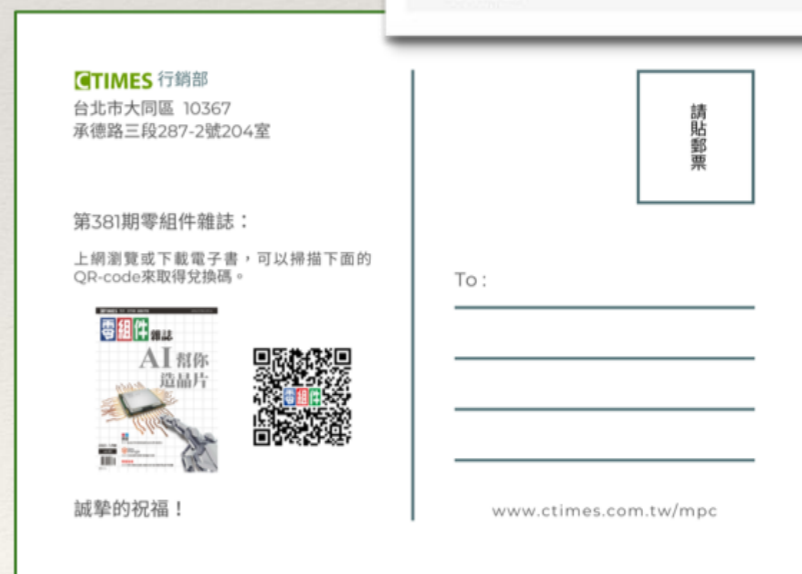 CTIMES 行銷部
台北市大同區 10367
承德路三段287-2號204室
第381期零組件雜誌：
上網瀏覽或下載電子書，可以掃描下面的
QR-code來取得兌換碼。
零組件雜誌
AI 幫你
造晶片
零組件
誠摯的祝福！
請貼郵票
To :
www.ctimes.com.tw/mpc